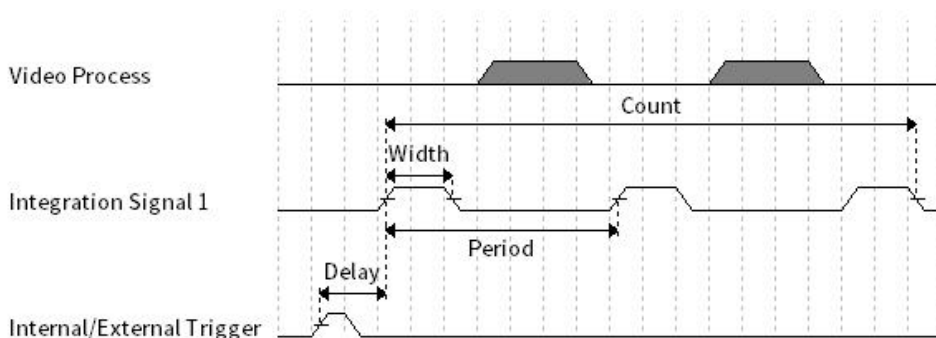 Video Process
Count
Width
Integration Signal 1
Period
Delay
Internal/External Trigger